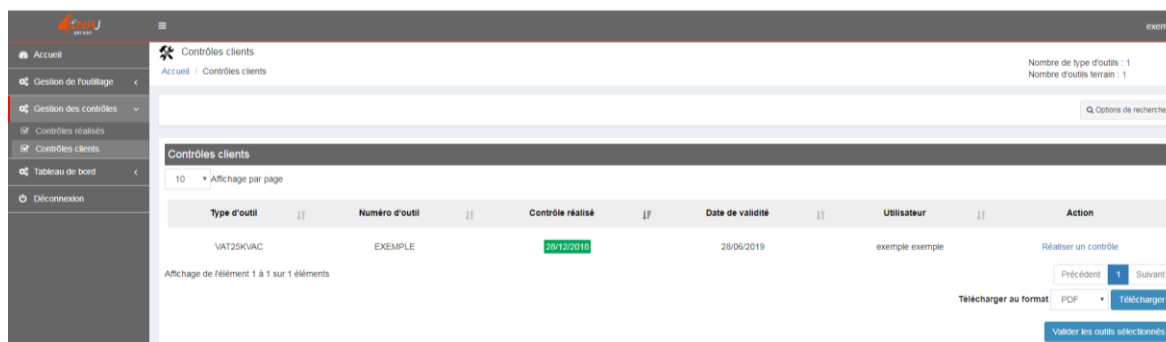 NRJ
exem
Accueil
Gestion de l'outillage
Gestion des contrôles
Contrôles réalisés
Contrôles clients
Tableau de bord
Déconnexion
Contrôles clients
Accueil / Contrôles clients
Nombre de type d'outils : 1
Nombre d'outils terrain : 1
Options de recherche
Contrôles clients
10 Affichage par page
Type d'outil Numéro d'outil Contrôle réalisé Date de validité Utilisateur Action
VAT25KVAC EXEMPLE 28/12/2018 28/06/2019 exemple exemple Réaliser un contrôle
Affichage de l'élément 1 à 1 sur 1 éléments
Précédent 1 Suivant
Télécharger au format PDF Télécharger
Valider les outils sélectionnés